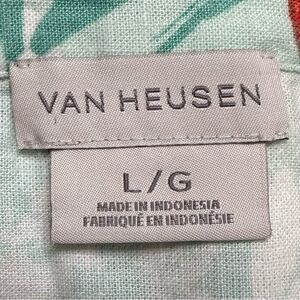 VAN HEUSEN
L/G
MADE IN INDONESIA
FABRIQUÉ EN INDONÉSIE